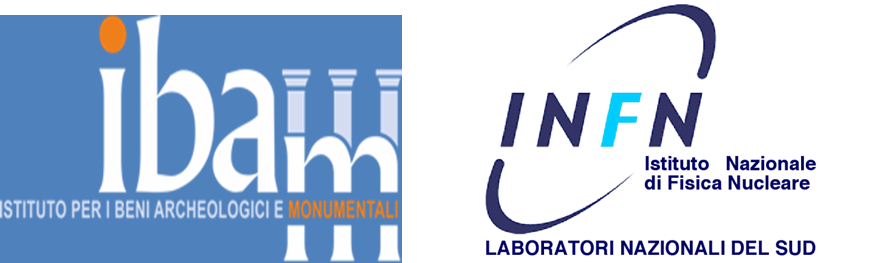 ibam
ISTITUTO PER I BENI ARCHEOLOGICI E MONUMENTALI
INFN
Istituto Nazionale
di Fisica Nucleare
LABORATORI NAZIONALI DEL SUD